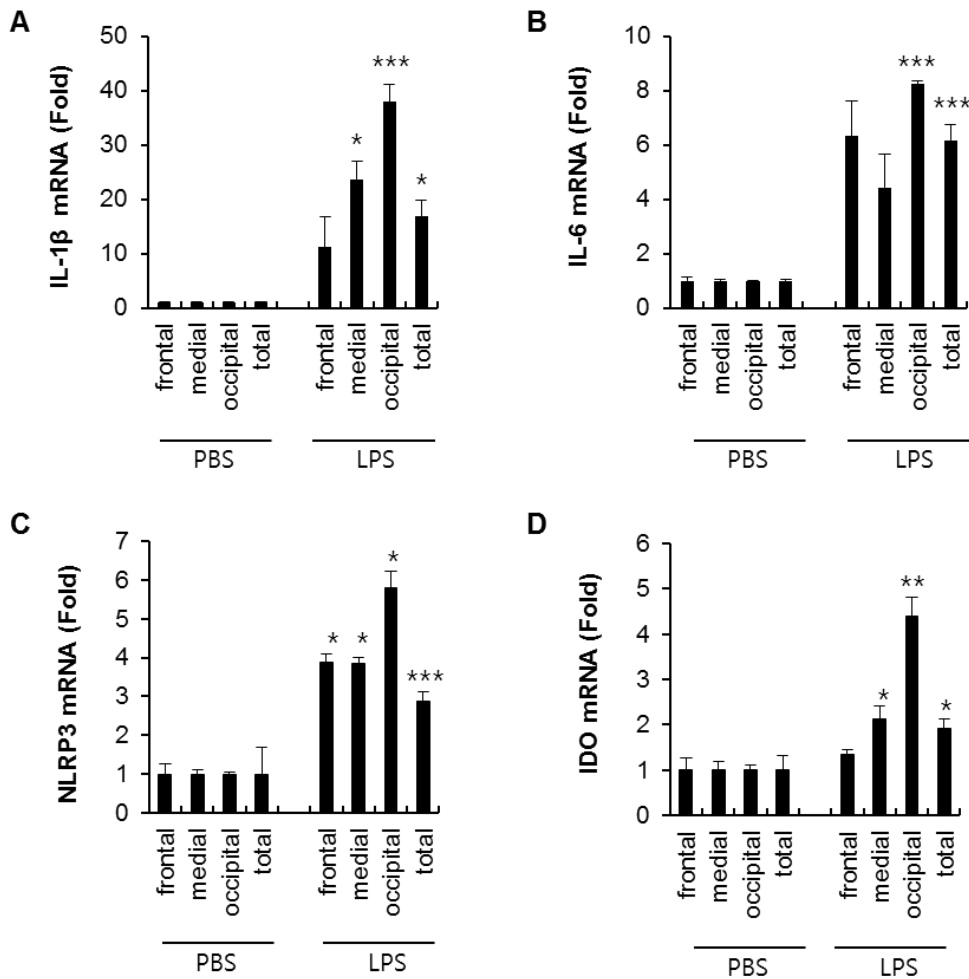 A
IL-1β mRNA (Fold)
50
40
30
20
10
0
*
***
*
frontal
medial
occipital
total
frontal
medial
occipital
total
PBS
LPS
B
IL-6 mRNA (Fold)
10
8
6
4
2
0
***
***
frontal
medial
occipital
total
frontal
medial
occipital
total
PBS
LPS
C
NLRP3 mRNA (Fold)
7
6
5
4
3
2
1
0
*
*
*
***
frontal
medial
occipital
total
frontal
medial
occipital
total
PBS
LPS
D
IDO mRNA (Fold)
6
5
4
3
2
1
0
*
**
*
frontal
medial
occipital
total
frontal
medial
occipital
total
PBS
LPS